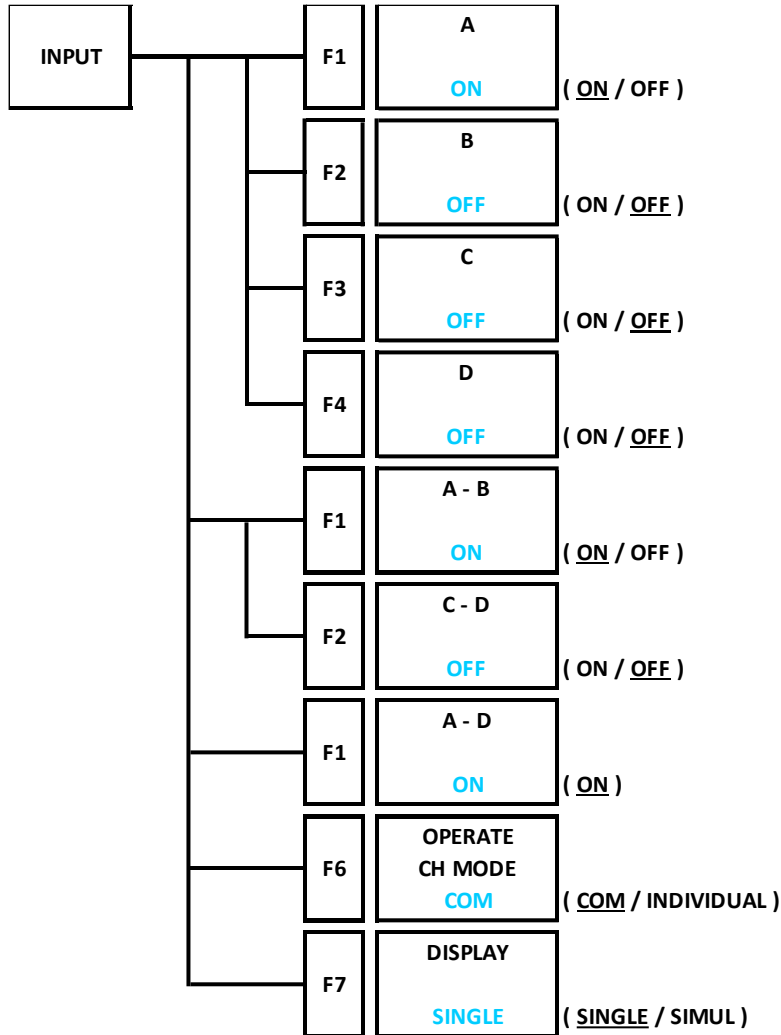 INPUT
F1
A
ON
( ON / OFF )
F2
B
OFF
( ON / OFF )
F3
C
OFF
( ON / OFF )
F4
D
OFF
( ON / OFF )
F1
A - B
ON
( ON / OFF )
F2
C - D
OFF
( ON / OFF )
F1
A - D
ON
( ON )
F6
OPERATE
CH MODE
COM
( COM / INDIVIDUAL )
F7
DISPLAY
SINGLE
( SINGLE / SIMUL )